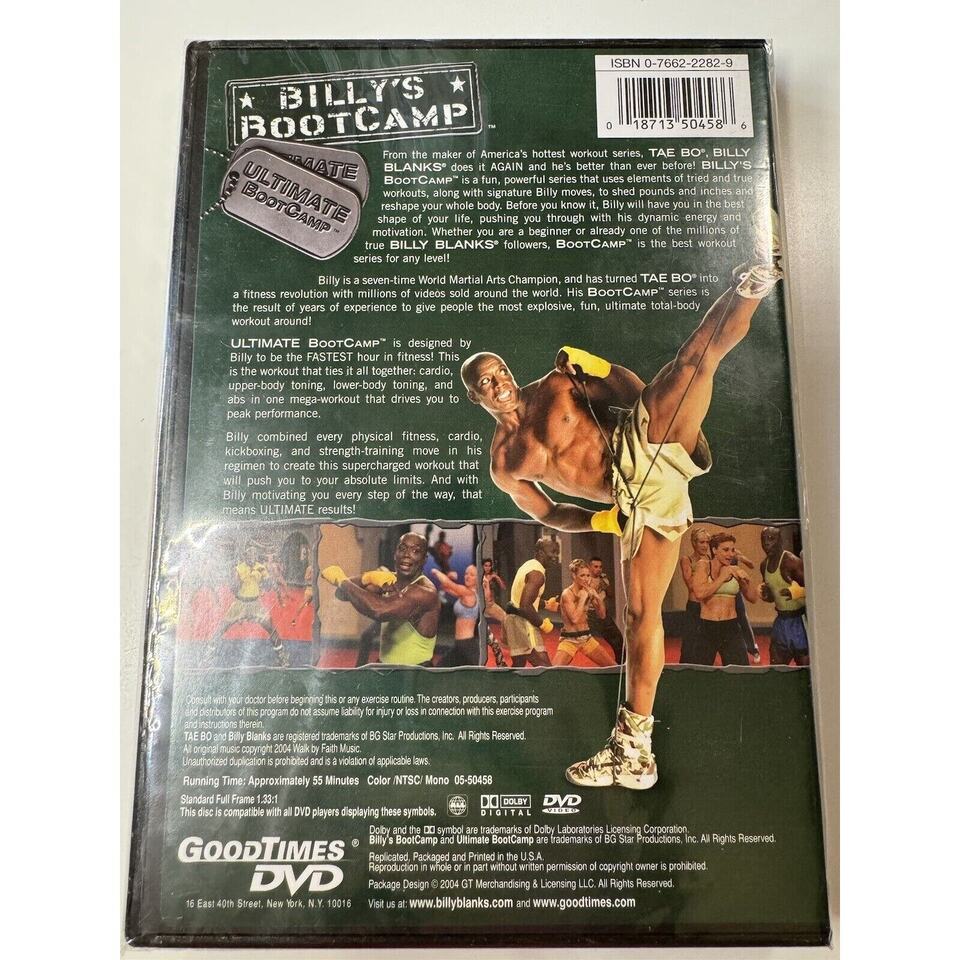 ISBN 0-7662-2282-9
0 18713 50458 6
BILLY'S
BOOTCAMP™
ULTIMATE
ULTIMATE
BOOTCAMP™
From the maker of America's hottest workout series, TAE BO®, BILLY
BLANKS® does it AGAIN and he's better than ever before! BILLY'S
BOOTCAMP™ is a fun, powerful series that uses elements of tried and true
workouts, along with signature Billy moves, to shed pounds and inches and
reshape your whole body. Before you know it, Billy will have you in the best
shape of your life, pushing you through with his dynamic energy and
motivation. Whether you are a beginner or already one of the millions of
true BILLY BLANKS® followers, BOOTCAMP™ is the best workout
series for any level!
Billy is a seven-time World Martial Arts Champion, and has turned TAE BO® into
a fitness revolution with millions of videos sold around the world. His BOOTCAMP™ series is
the result of years of experience to give people the most explosive, fun, ultimate total-body
workout around!
ULTIMATE BOOTCAMP™ is designed by
Billy to be the FASTEST hour in fitness! This
is the workout that ties it all together: cardio,
upper-body toning, lower-body toning, and
abs in one mega-workout that drives you to
peak performance.
Billy combined every physical fitness, cardio,
kickboxing, and strength-training move in his
regimen to create this supercharged workout that
will push you to your absolute limits. And with
Billy motivating you every step of the way, that
means ULTIMATE results!
Consult with your doctor before beginning this or any exercise routine. The creators, producers, participants
and distributors of this program do not assume liability for injury or loss in connection with this exercise program
and instructions therein.
TAE BO and Billy Blanks are registered trademarks of BG Star Productions, Inc. All Rights Reserved.
All original music copyright 2004 Walk by Faith Music.
Unauthorized duplication is prohibited and is a violation of applicable laws.
Running Time: Approximately 55 Minutes Color /NTSC/ Mono 05-50458
Standard Full Frame 1.33:1
This disc is compatible with all DVD players displaying these symbols.
ALL
DOLBY
DIGITAL
DVD
VIDEO
GOODTIMES®
DVD
16 East 40th Street, New York, N.Y. 10016
Dolby and the DD symbol are trademarks of Dolby Laboratories Licensing Corporation.
Billy's BootCamp and Ultimate BootCamp are trademarks of BG Star Productions, Inc. All Rights Reserved.
Replicated, Packaged and Printed in the U.S.A.
Reproduction in whole or in part without written permission of copyright owner is prohibited.
Package Design © 2004 GT Merchandising & Licensing LLC. All Rights Reserved.
Visit us at: www.billyblanks.com and www.goodtimes.com